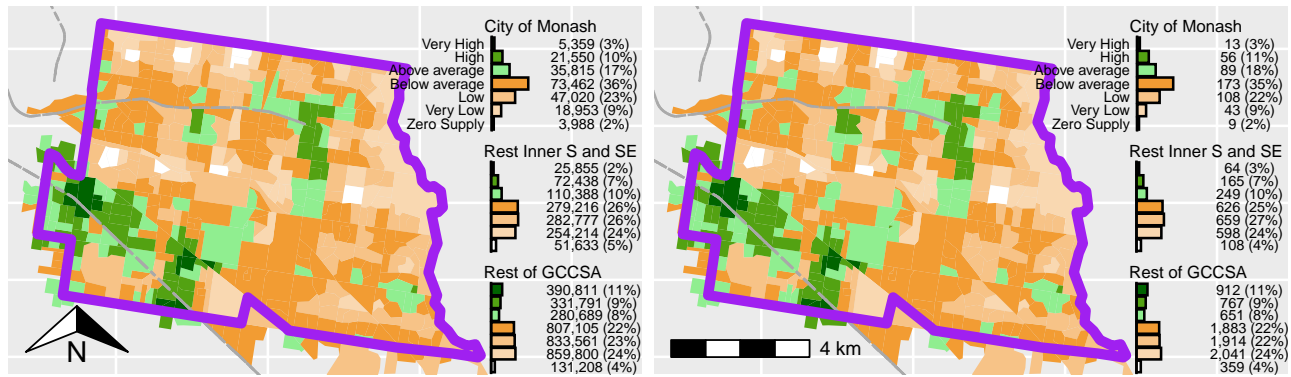 City of Monash
Very High 5,359 (3%)
High 21,550 (10%)
Above average 35,815 (17%)
Below average 73,462 (36%)
Low 47,020 (23%)
Very Low 18,953 (9%)
Zero Supply 3,988 (2%)
Rest Inner S and SE
25,855 (2%)
72,438 (7%)
110,388 (10%)
279,216 (26%)
282,777 (26%)
254,214 (24%)
51,633 (5%)
Rest of GCCSA
390,811 (11%)
331,791 (9%)
280,689 (8%)
807,105 (22%)
833,561 (23%)
859,800 (24%)
131,208 (4%)
N
City of Monash
Very High 13 (3%)
High 56 (11%)
Above average 89 (18%)
Below average 173 (35%)
Low 108 (22%)
Very Low 43 (9%)
Zero Supply 9 (2%)
Rest Inner S and SE
64 (3%)
165 (7%)
249 (10%)
626 (25%)
659 (27%)
598 (24%)
108 (4%)
Rest of GCCSA
912 (11%)
767 (9%)
651 (8%)
1,883 (22%)
1,914 (22%)
2,041 (24%)
359 (4%)
4 km